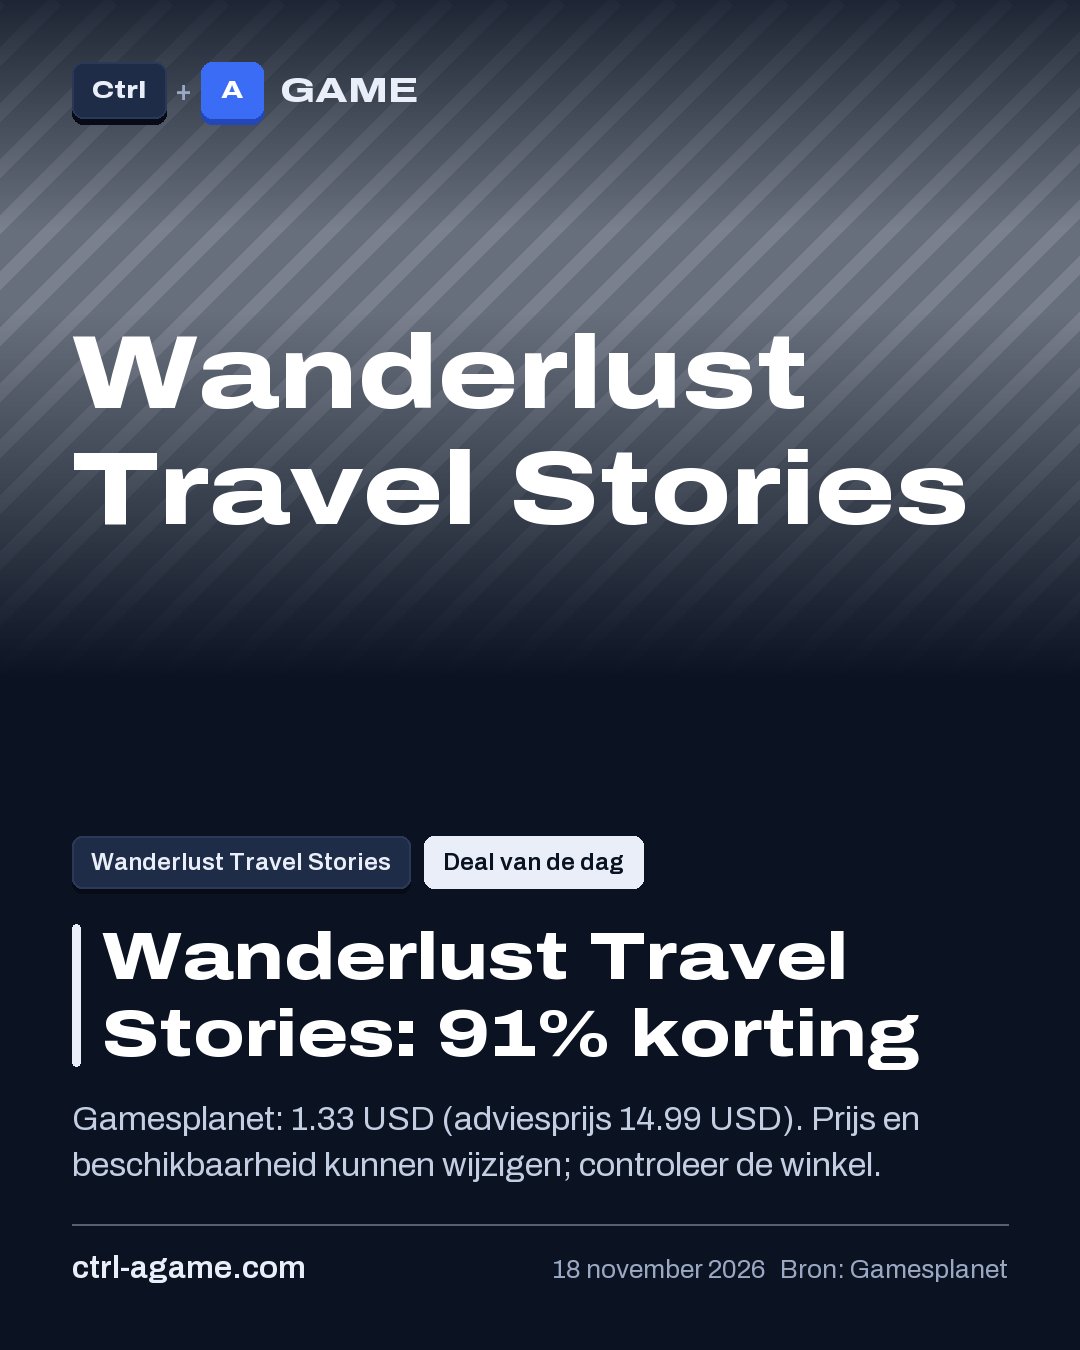 Ctrl + A GAME
Wanderlust
Travel Stories
Wanderlust Travel Stories
Deal van de dag
Wanderlust Travel
Stories: 91% korting
Gamesplanet: 1.33 USD (adviesprijs 14.99 USD). Prijs en
beschikbaarheid kunnen wijzigen; controleer de winkel.
ctrl-agame.com
18 november 2026 Bron: Gamesplanet